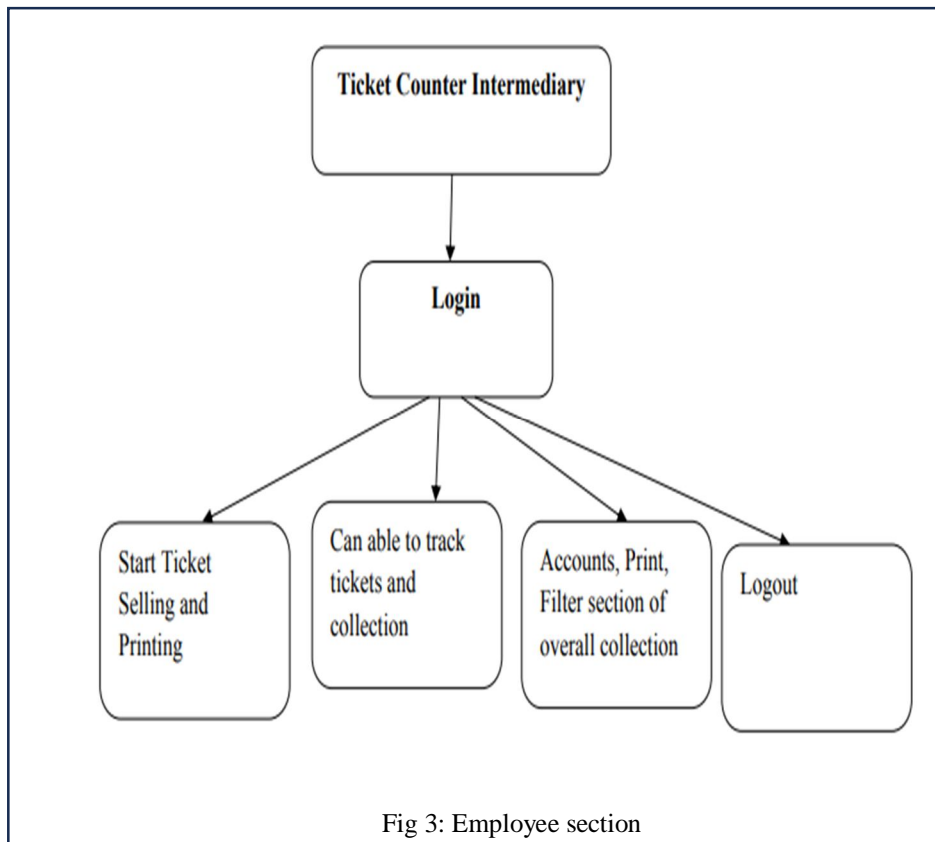 Ticket Counter Intermediary
Login
Start Ticket
Selling and
Printing
Can able to track
tickets and
collection
Accounts, Print,
Filter section of
overall collection
Logout
Fig 3: Employee section